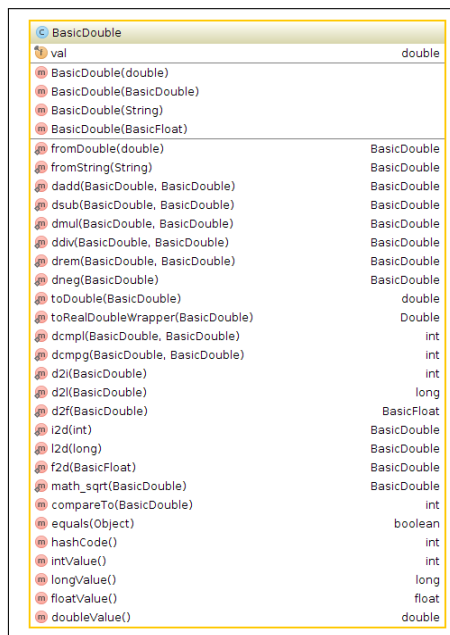 C BasicDouble
f val double
m BasicDouble(double)
m BasicDouble(BasicDouble)
m BasicDouble(String)
m BasicDouble(BasicFloat)
m fromDouble(double) BasicDouble
m fromString(String) BasicDouble
m dadd(BasicDouble, BasicDouble) BasicDouble
m dsub(BasicDouble, BasicDouble) BasicDouble
m dmul(BasicDouble, BasicDouble) BasicDouble
m ddiv(BasicDouble, BasicDouble) BasicDouble
m drem(BasicDouble, BasicDouble) BasicDouble
m dneg(BasicDouble) BasicDouble
m toDouble(BasicDouble) double
m toRealDoubleWrapper(BasicDouble) Double
m dcmpl(BasicDouble, BasicDouble) int
m dcmpg(BasicDouble, BasicDouble) int
m d2i(BasicDouble) int
m d2l(BasicDouble) long
m d2f(BasicDouble) BasicFloat
m i2d(int) BasicDouble
m l2d(long) BasicDouble
m f2d(BasicFloat) BasicDouble
m math_sqrt(BasicDouble) BasicDouble
m compareTo(BasicDouble) int
m equals(Object) boolean
m hashCode() int
m intValue() int
m longValue() long
m floatValue() float
m doubleValue() double